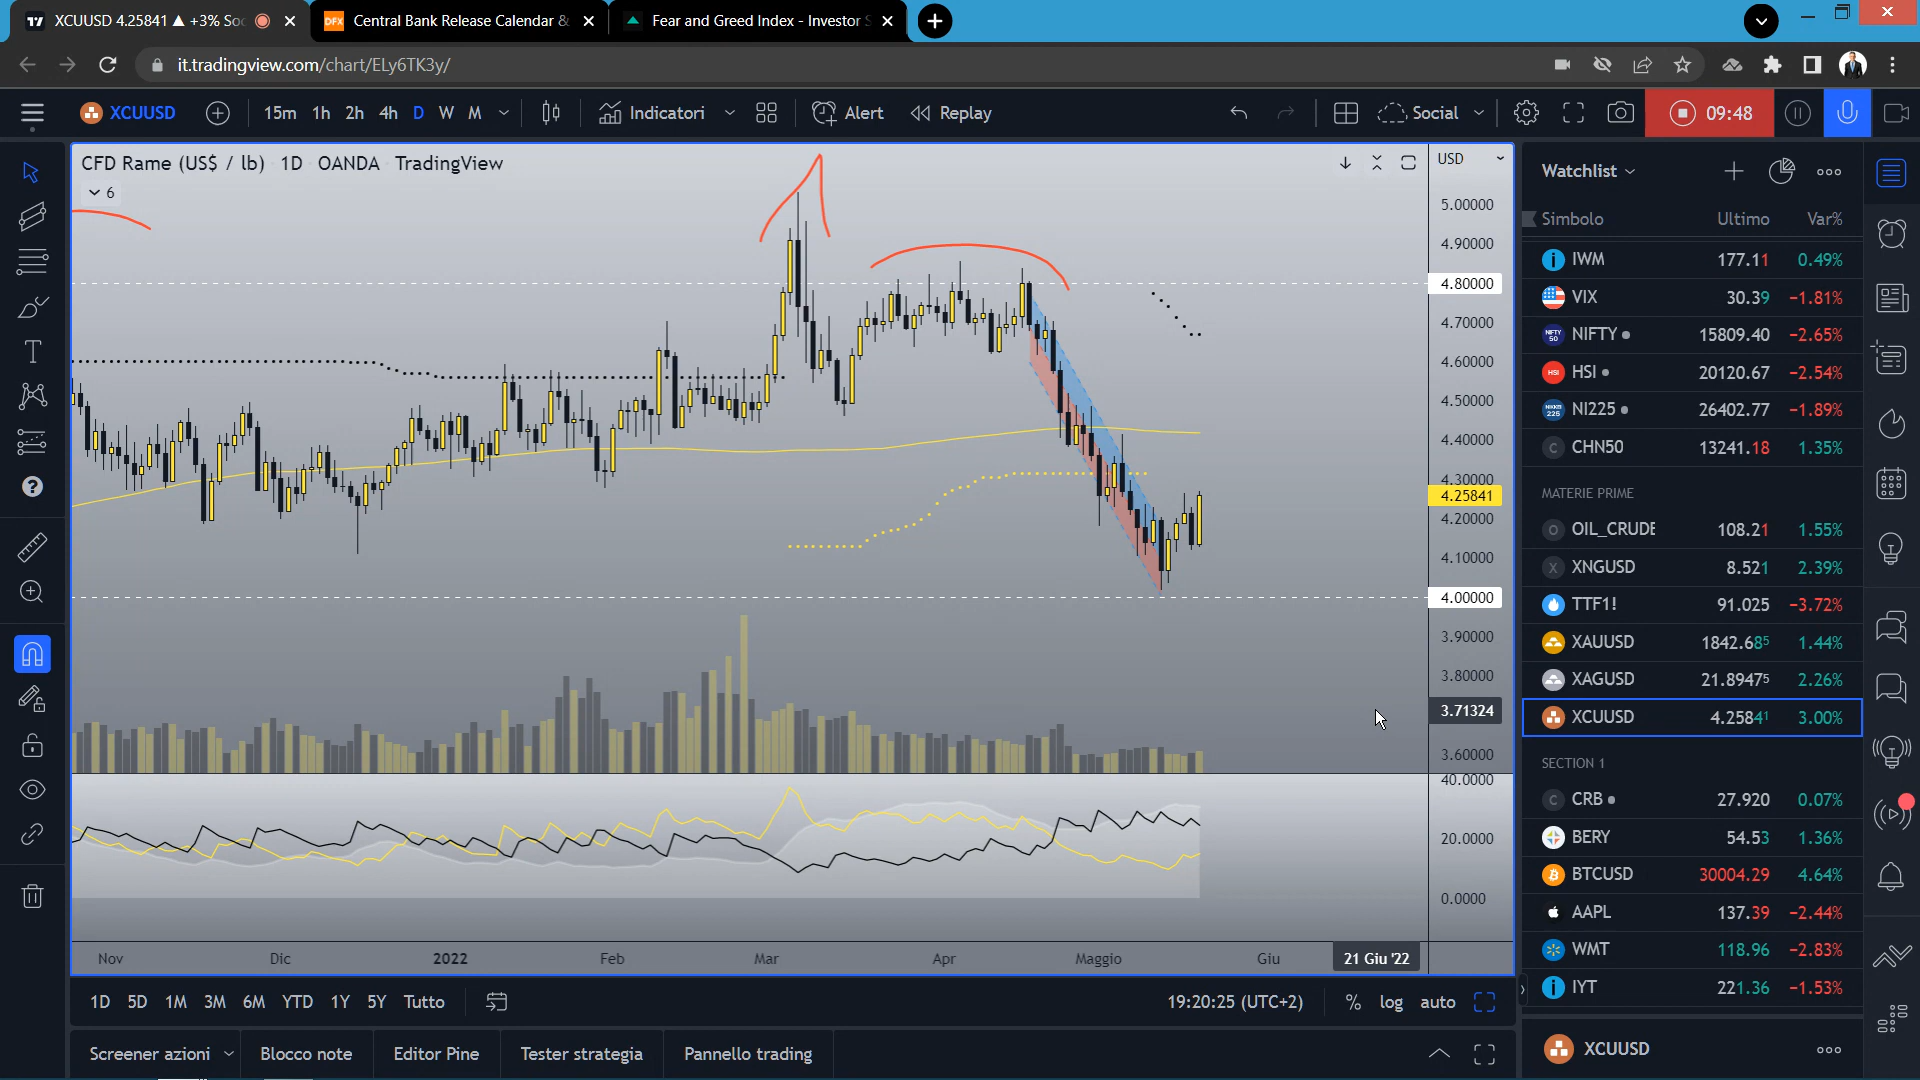 XCUUSD 4.25841 ▲ +3% Soc
Central Bank Release Calendar &
Fear and Greed Index - Investor S
it.tradingview.com/chart/ELy6TK3y/
XCUUSD
15m 1h 2h 4h D W M
Indicatori
Alert
Replay
Social
09:48
CFD Rame (US$ / lb) 1D OANDA TradingView
6
USD
5.00000
4.90000
4.80000
4.70000
4.60000
4.50000
4.40000
4.30000
4.25841
4.20000
4.10000
4.00000
3.90000
3.80000
3.71324
3.60000
40.0000
20.0000
0.0000
Nov Dic 2022 Feb Mar Apr Maggio Giu 21 Giu '22
1D 5D 1M 3M 6M YTD 1Y 5Y Tutto
19:20:25 (UTC+2) % log auto
Screener azioni Blocco note Editor Pine Tester strategia Pannello trading
Watchlist
Simbolo Ultimo Var%
IWM 177.11 0.49%
VIX 30.39 −1.81%
NIFTY 15809.40 −2.65%
HSI 20120.67 −2.54%
NI225 26402.77 −1.89%
CHN50 13241.18 1.35%
MATERIE PRIME
OIL_CRUDE 108.21 1.55%
XNGUSD 8.521 2.39%
TTF1! 91.025 −3.72%
XAUUSD 1842.685 1.44%
XAGUSD 21.89475 2.26%
XCUUSD 4.25841 3.00%
SECTION 1
CRB 27.920 0.07%
BERY 54.53 1.36%
BTCUSD 30004.29 4.64%
AAPL 137.39 −2.44%
WMT 118.96 −2.83%
IYT 221.36 −1.53%
XCUUSD